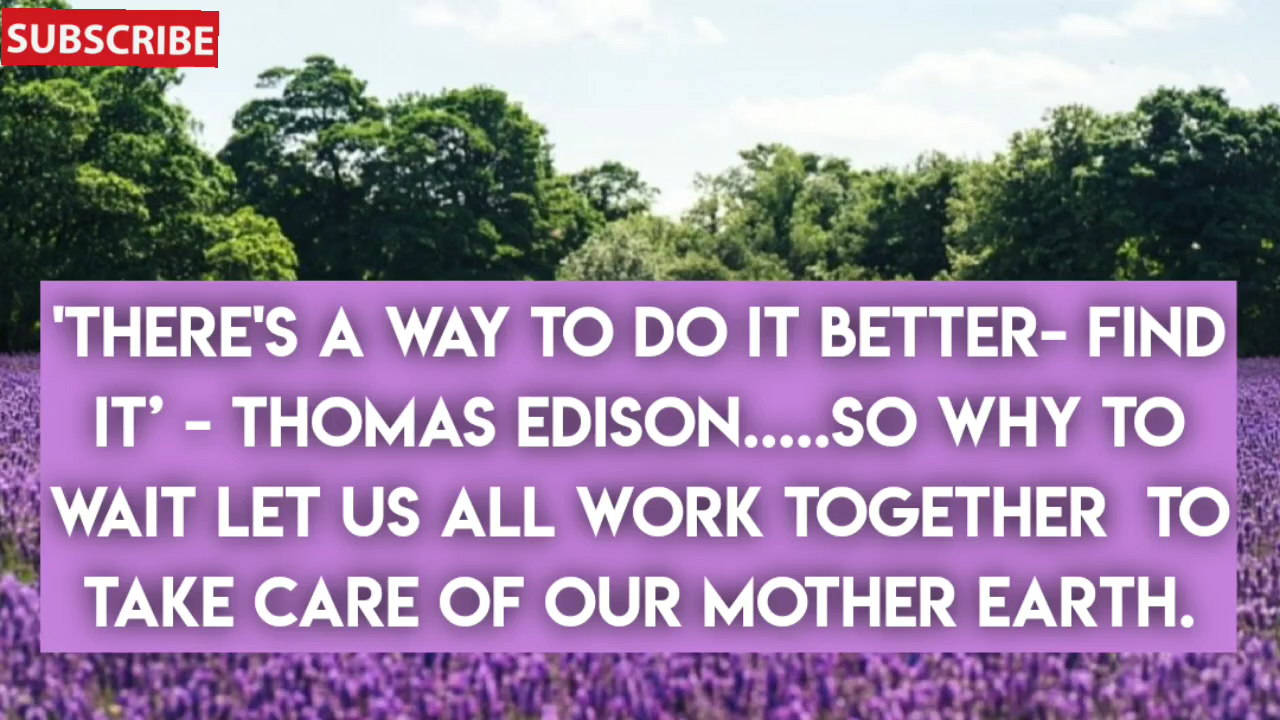 SUBSCRIBE
'THERE'S A WAY TO DO IT BETTER- FIND
IT’ - THOMAS EDISON.....SO WHY TO
WAIT LET US ALL WORK TOGETHER  TO
TAKE CARE OF OUR MOTHER EARTH.